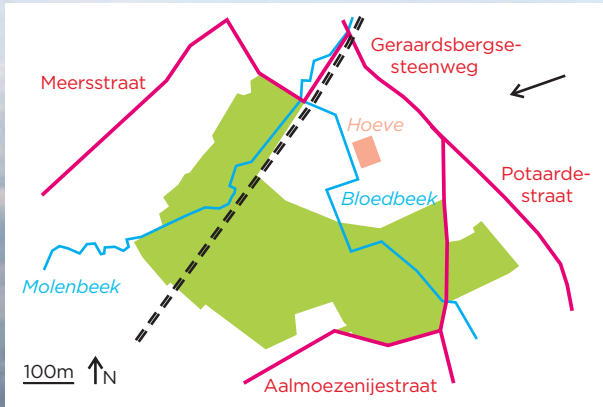 Geraardsbergse-
steenweg
Meersstraat
Hoeve
Potaarde-
straat
Bloedbeek
Molenbeek
100m
N
Aalmoezenijestraat